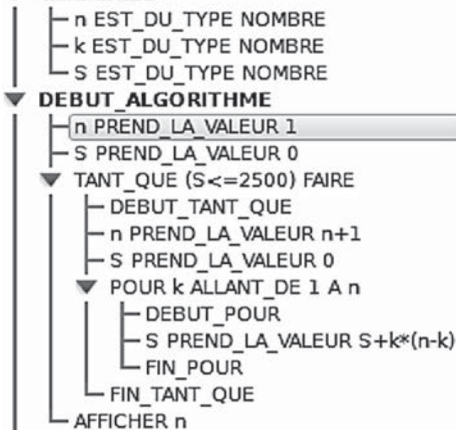 n EST_DU_TYPE NOMBRE
k EST_DU_TYPE NOMBRE
S EST_DU_TYPE NOMBRE
DEBUT_ALGORITHME
n PREND_LA_VALEUR 1
S PREND_LA_VALEUR 0
TANT_QUE (S<=2500) FAIRE
DEBUT_TANT_QUE
n PREND_LA_VALEUR n+1
S PREND_LA_VALEUR 0
POUR k ALLANT_DE 1 A n
DEBUT_POUR
S PREND_LA_VALEUR S+k*(n-k)
FIN_POUR
FIN_TANT_QUE
AFFICHER n